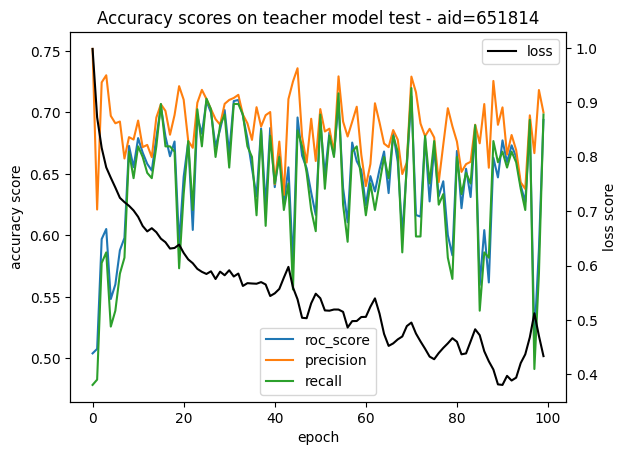 Accuracy scores on teacher model test - aid=651814
loss
0.75
0.70
0.65
0.60
0.55
0.50
accuracy score
1.0
0.9
0.8
0.7
0.6
0.5
0.4
loss score
roc_score
precision
recall
0 20 40 60 80 100
epoch